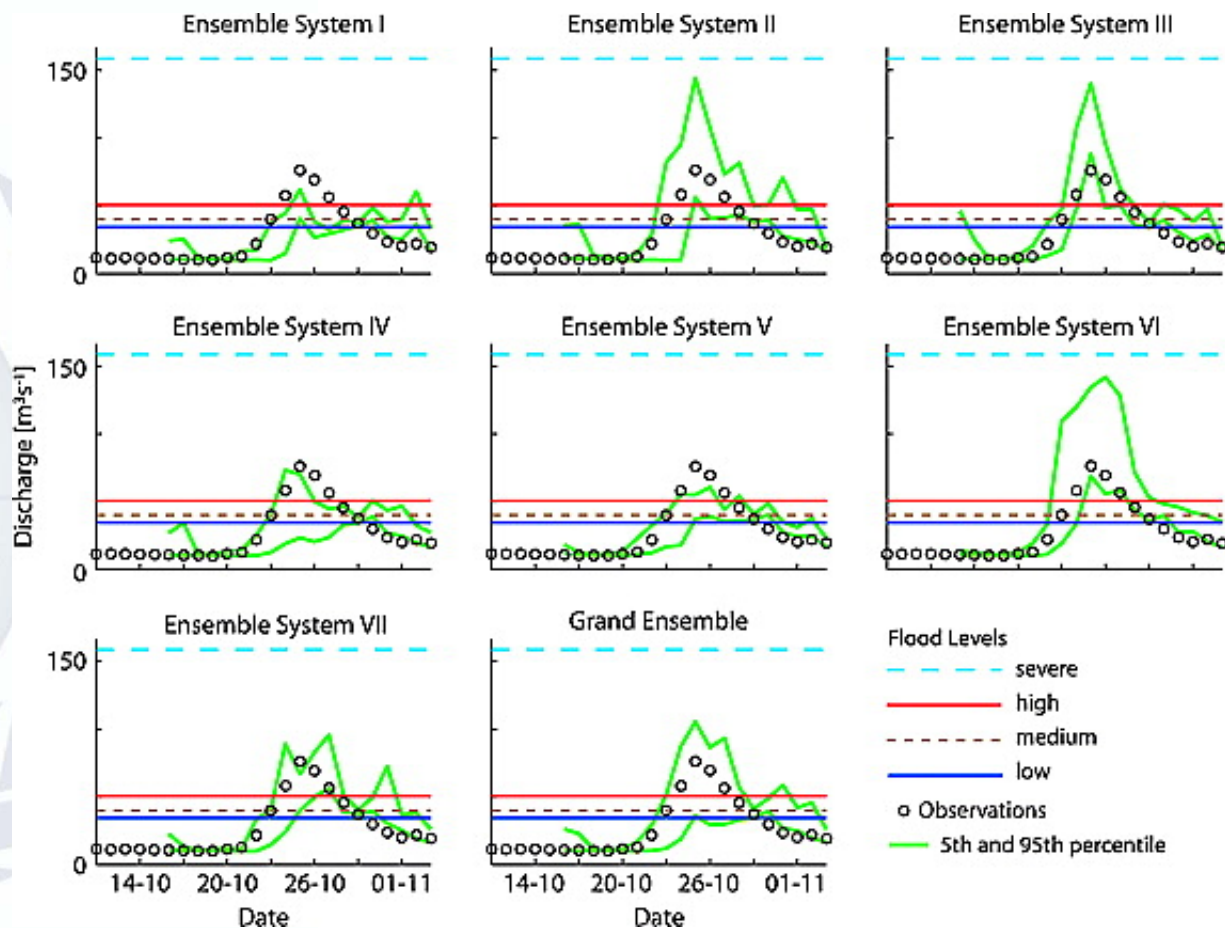 Ensemble System I
Ensemble System II
Ensemble System III
150
0
Ensemble System IV
Ensemble System V
Ensemble System VI
150
0
Discharge [m³s⁻¹]
Ensemble System VII
Grand Ensemble
150
0
14-10 20-10 26-10 01-11
14-10 20-10 26-10 01-11
Date
Date
Flood Levels
severe
high
medium
low
Observations
5th and 95th percentile